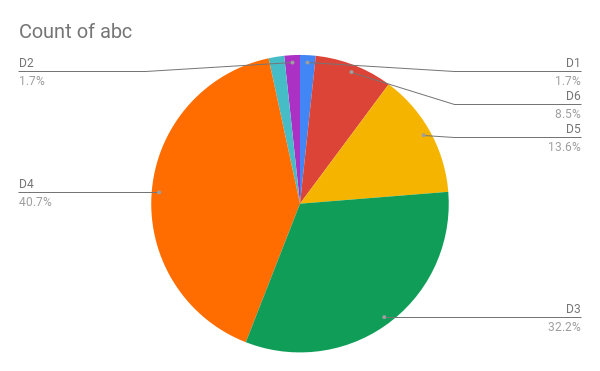 Count of abc
D2
1.7%
D4
40.7%
D1
1.7%
D6
8.5%
D5
13.6%
D3
32.2%